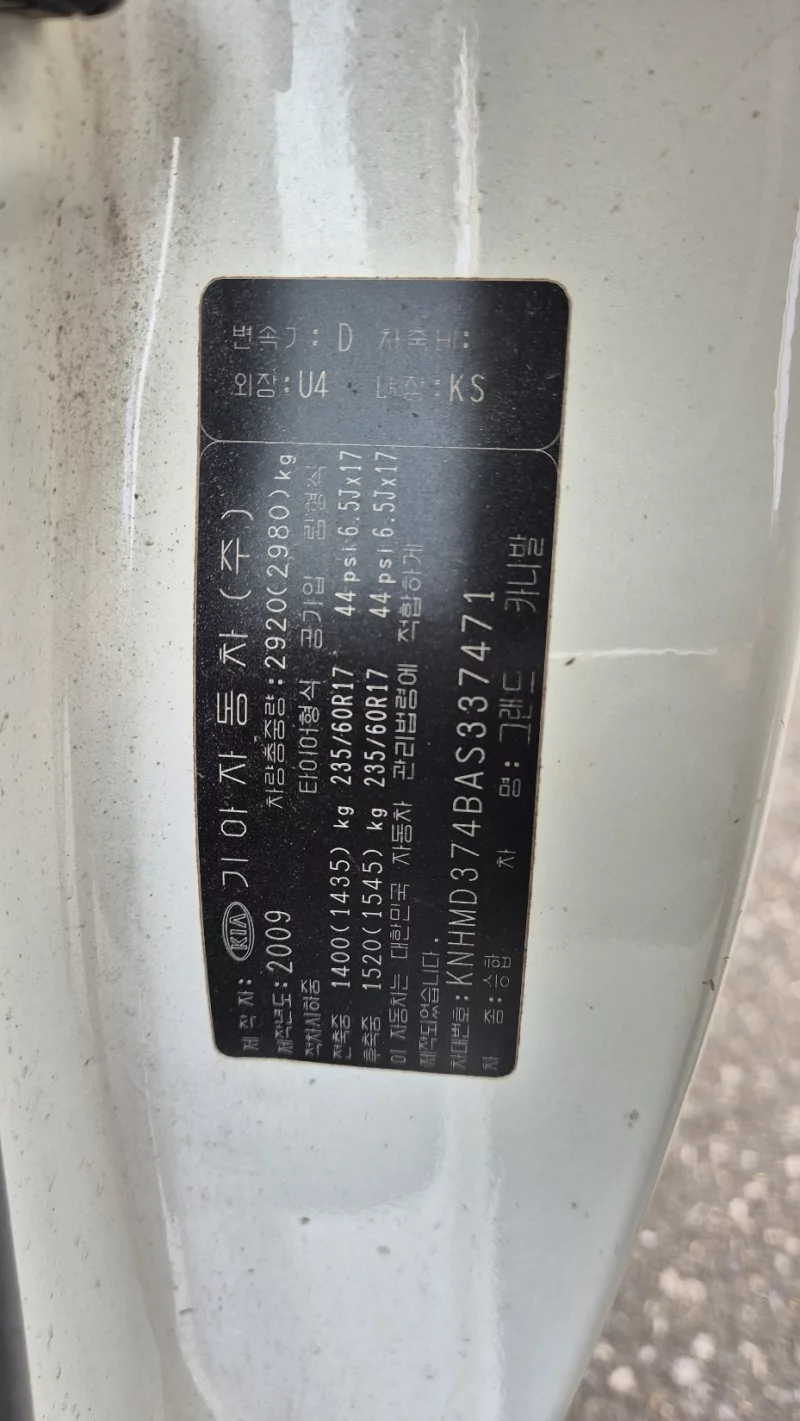 변속기: D 차축비:
외장:U4 내장:KS
제 작 자: KIA 기아자동차(주)
제작년도:2009 차량총중량:2920(2980)kg
적차시하중 타이어형식 공기압 림형식
전축중 1400(1435) kg 235/60R17 44psi 6.5Jx17
후축중 1520(1545) kg 235/60R17 44psi 6.5Jx17
이 자동차는 대한민국 자동차 관리법령에 적합하게
제작되었습니다.
차대번호:KNHMD374BAS337471
차 종:승합 차 명:그랜드 카니발